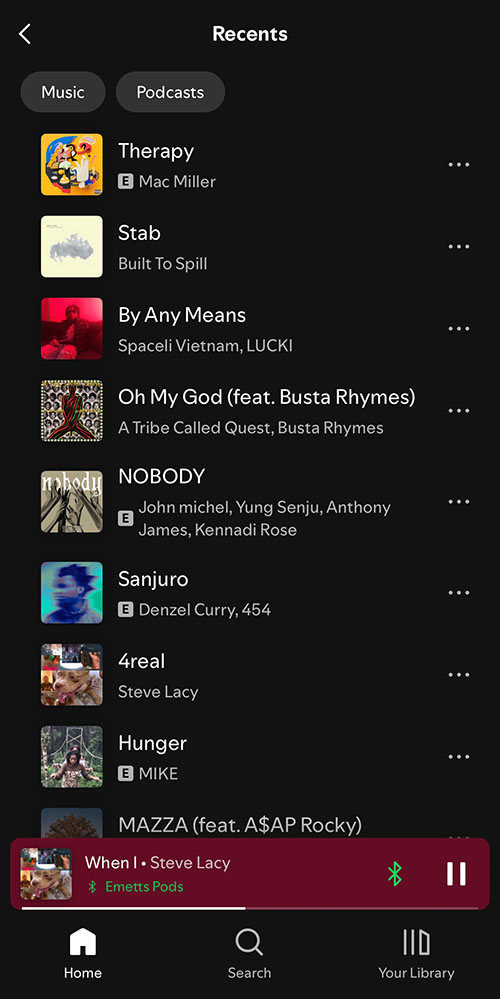 Recents
Music Podcasts
Therapy
E Mac Miller
Stab
Built To Spill
By Any Means
Spaceli Vietnam, LUCKI
Oh My God (feat. Busta Rhymes)
A Tribe Called Quest, Busta Rhymes
nobody
NOBODY
E John michel, Yung Senju, Anthony
James, Kennadi Rose
Sanjuro
E Denzel Curry, 454
4real
Steve Lacy
Hunger
E MIKE
MAZZA (feat. A$AP Rocky)
When I • Steve Lacy
Emetts Pods
Home Search Your Library